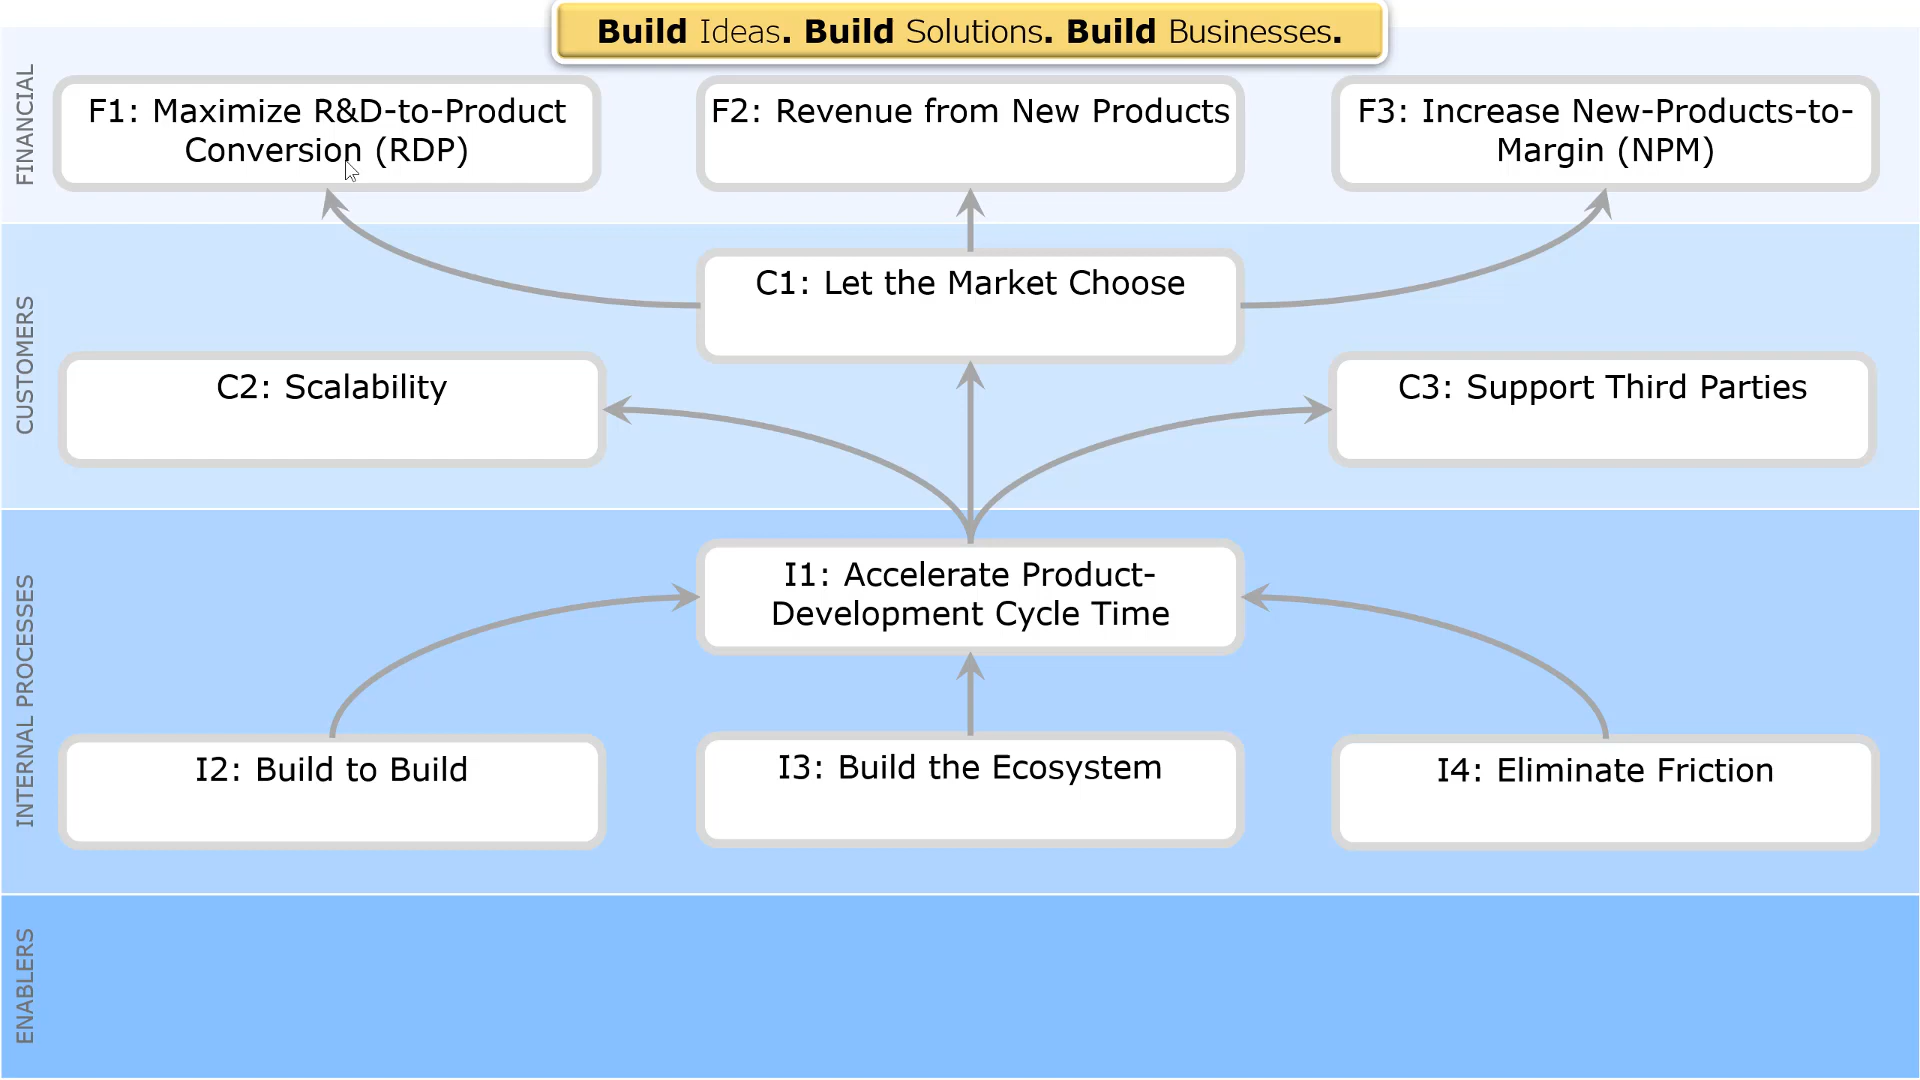 Build Ideas. Build Solutions. Build Businesses.
FINANCIAL
F1: Maximize R&D-to-Product
Conversion (RDP)
F2: Revenue from New Products
F3: Increase New-Products-to-
Margin (NPM)
CUSTOMERS
C1: Let the Market Choose
C2: Scalability
C3: Support Third Parties
INTERNAL PROCESSES
I1: Accelerate Product-
Development Cycle Time
I2: Build to Build
I3: Build the Ecosystem
I4: Eliminate Friction
ENABLERS